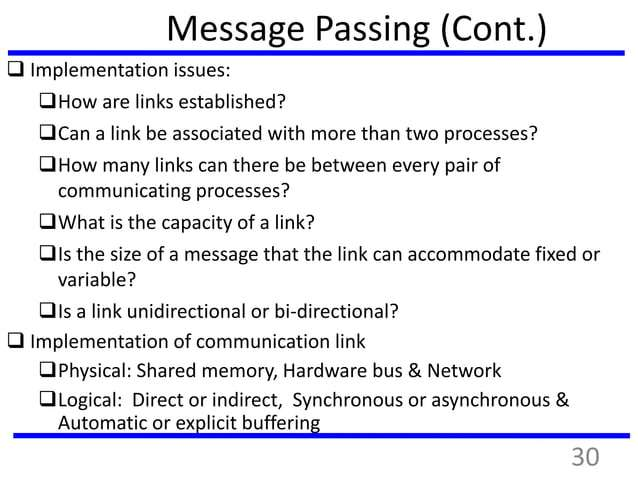 Message Passing (Cont.)
❑ Implementation issues:
❑How are links established?
❑Can a link be associated with more than two processes?
❑How many links can there be between every pair of
communicating processes?
❑What is the capacity of a link?
❑Is the size of a message that the link can accommodate fixed or
variable?
❑Is a link unidirectional or bi-directional?
❑ Implementation of communication link
❑Physical: Shared memory, Hardware bus & Network
❑Logical:  Direct or indirect,  Synchronous or asynchronous &
Automatic or explicit buffering
30